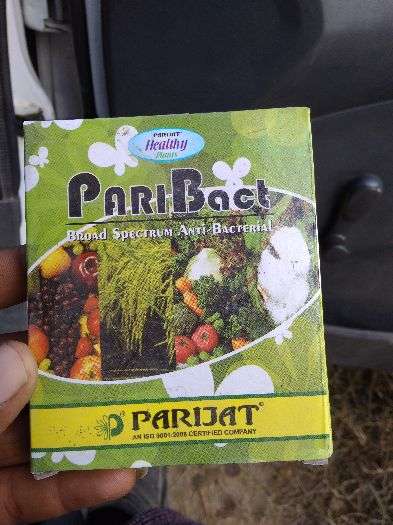 PARIJAT
Healthy
Plants
PARIBACT
BROAD SPECTRUM ANTI-BACTERIAL
PARIJAT
AN ISO 9001:2008 CERTIFIED COMPANY